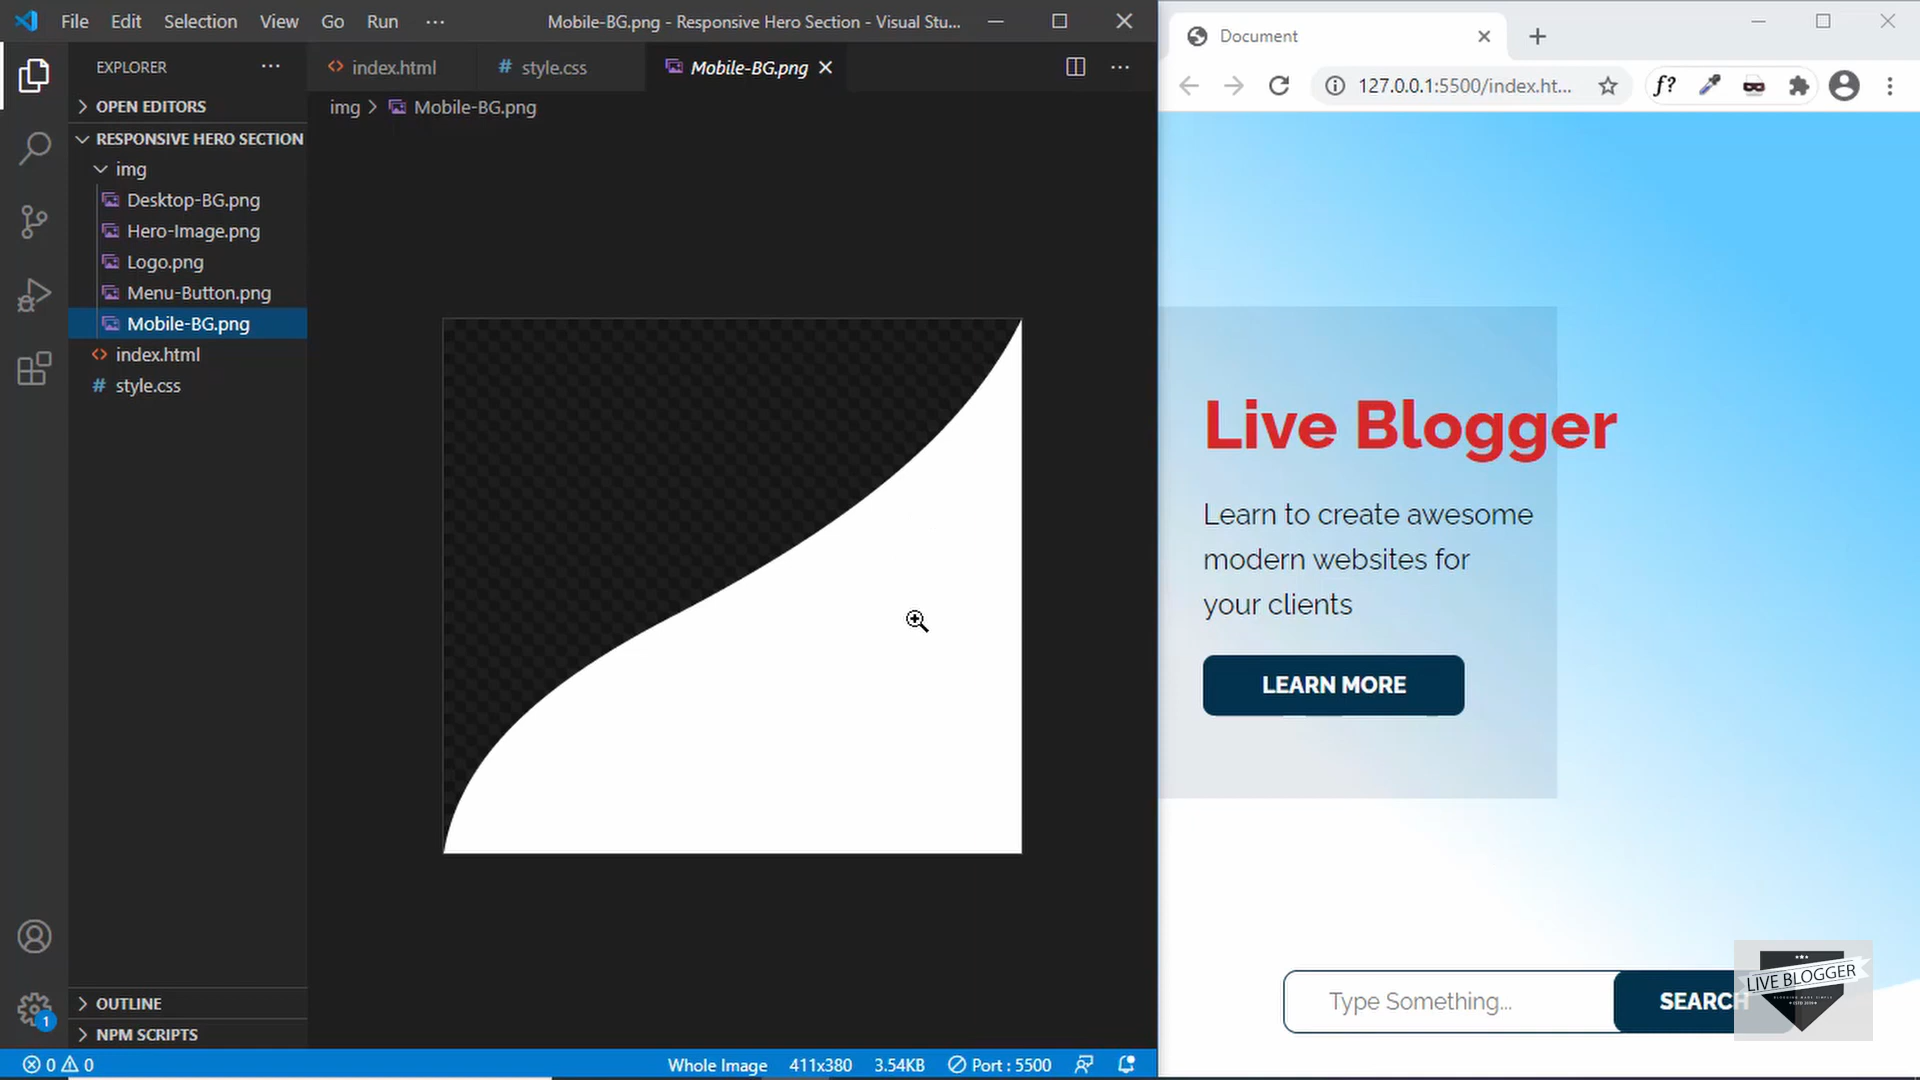 File Edit Selection View Go Run ···
Mobile-BG.png - Responsive Hero Section - Visual Stu...
EXPLORER
OPEN EDITORS
RESPONSIVE HERO SECTION
img
Desktop-BG.png
Hero-Image.png
Logo.png
Menu-Button.png
Mobile-BG.png
index.html
style.css
OUTLINE
NPM SCRIPTS
index.html
style.css
Mobile-BG.png
img > Mobile-BG.png
1
0 0
Whole Image 411x380 3.54KB Port : 5500
Document
127.0.0.1:5500/index.ht...
f?
Live Blogger
Learn to create awesome
modern websites for
your clients
LEARN MORE
Type Something...
SEARCH
LIVE BLOGGER